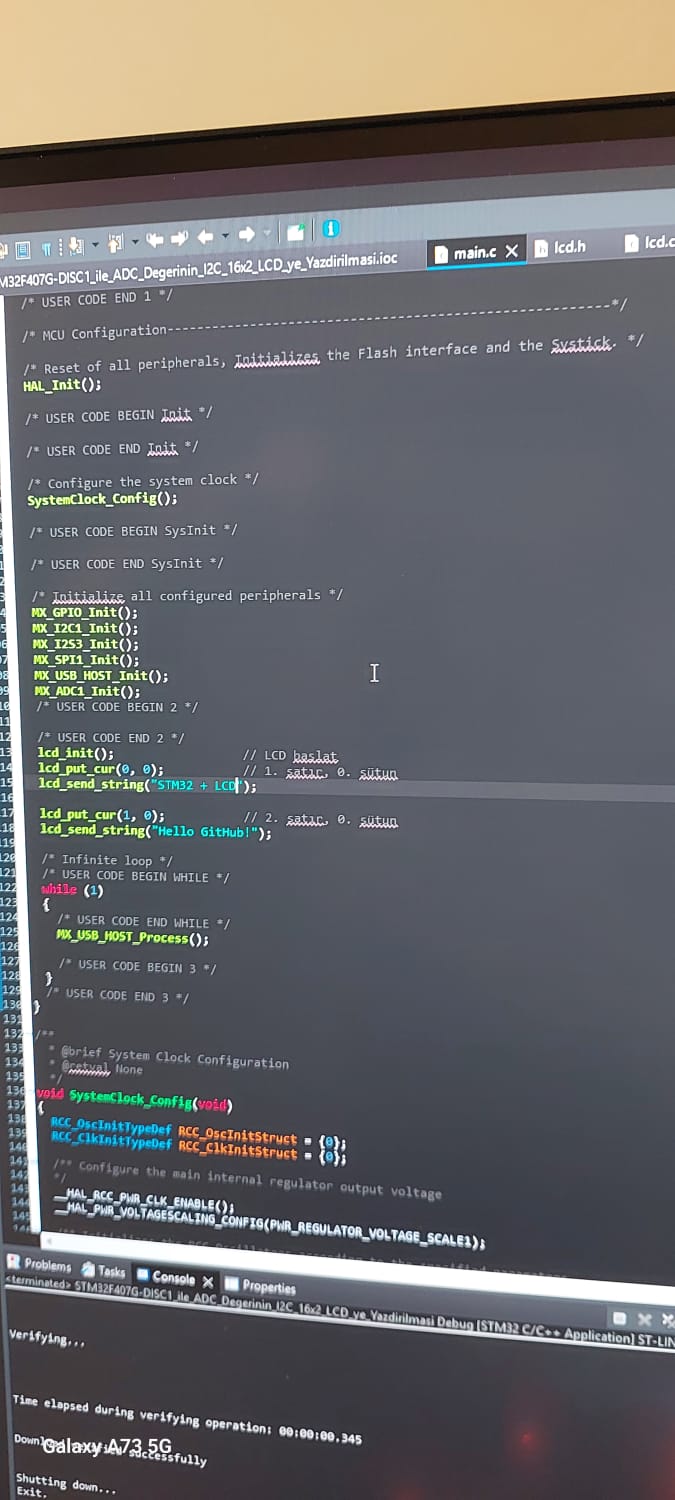 M32F407G-DISC1_ile_ADC_Degerinin_I2C_16x2_LCD_ye_Yazdirilmasi.ioc
main.c
lcd.h
lcd.c
/* USER CODE END 1 */
/* MCU Configuration--------------------------------------------------------*/
/* Reset of all peripherals, Initializes the Flash interface and the Systick. */
HAL_Init();
/* USER CODE BEGIN Init */
/* USER CODE END Init */
/* Configure the system clock */
SystemClock_Config();
/* USER CODE BEGIN SysInit */
/* USER CODE END SysInit */
/* Initialize all configured peripherals */
MX_GPIO_Init();
MX_I2C1_Init();
MX_I2S3_Init();
MX_SPI1_Init();
MX_USB_HOST_Init();
MX_ADC1_Init();
/* USER CODE BEGIN 2 */
/* USER CODE END 2 */
lcd_init(); // LCD başlat
lcd_put_cur(0, 0); // 1. satır, 0. sütun
lcd_send_string("STM32 + LCD");
lcd_put_cur(1, 0); // 2. satır, 0. sütun
lcd_send_string("Hello GitHub!");
/* Infinite loop */
/* USER CODE BEGIN WHILE */
while (1)
{
/* USER CODE END WHILE */
MX_USB_HOST_Process();
/* USER CODE BEGIN 3 */
}
/* USER CODE END 3 */
}
/**
* @brief System Clock Configuration
* @retval None
*/
void SystemClock_Config(void)
{
RCC_OscInitTypeDef RCC_OscInitStruct = {0};
RCC_ClkInitTypeDef RCC_ClkInitStruct = {0};
/** Configure the main internal regulator output voltage
*/
__HAL_RCC_PWR_CLK_ENABLE();
__HAL_PWR_VOLTAGESCALING_CONFIG(PWR_REGULATOR_VOLTAGE_SCALE1);
Problems
Tasks
Console
Properties
<terminated> STM32F407G-DISC1_ile_ADC_Degerinin_I2C_16x2_LCD_ye_Yazdirilmasi Debug [STM32 C/C++ Application] ST-LIN
Verifying...
Time elapsed during verifying operation: 00:00:00.345
successfully
Galaxy A73 5G
Shutting down...
Exit.